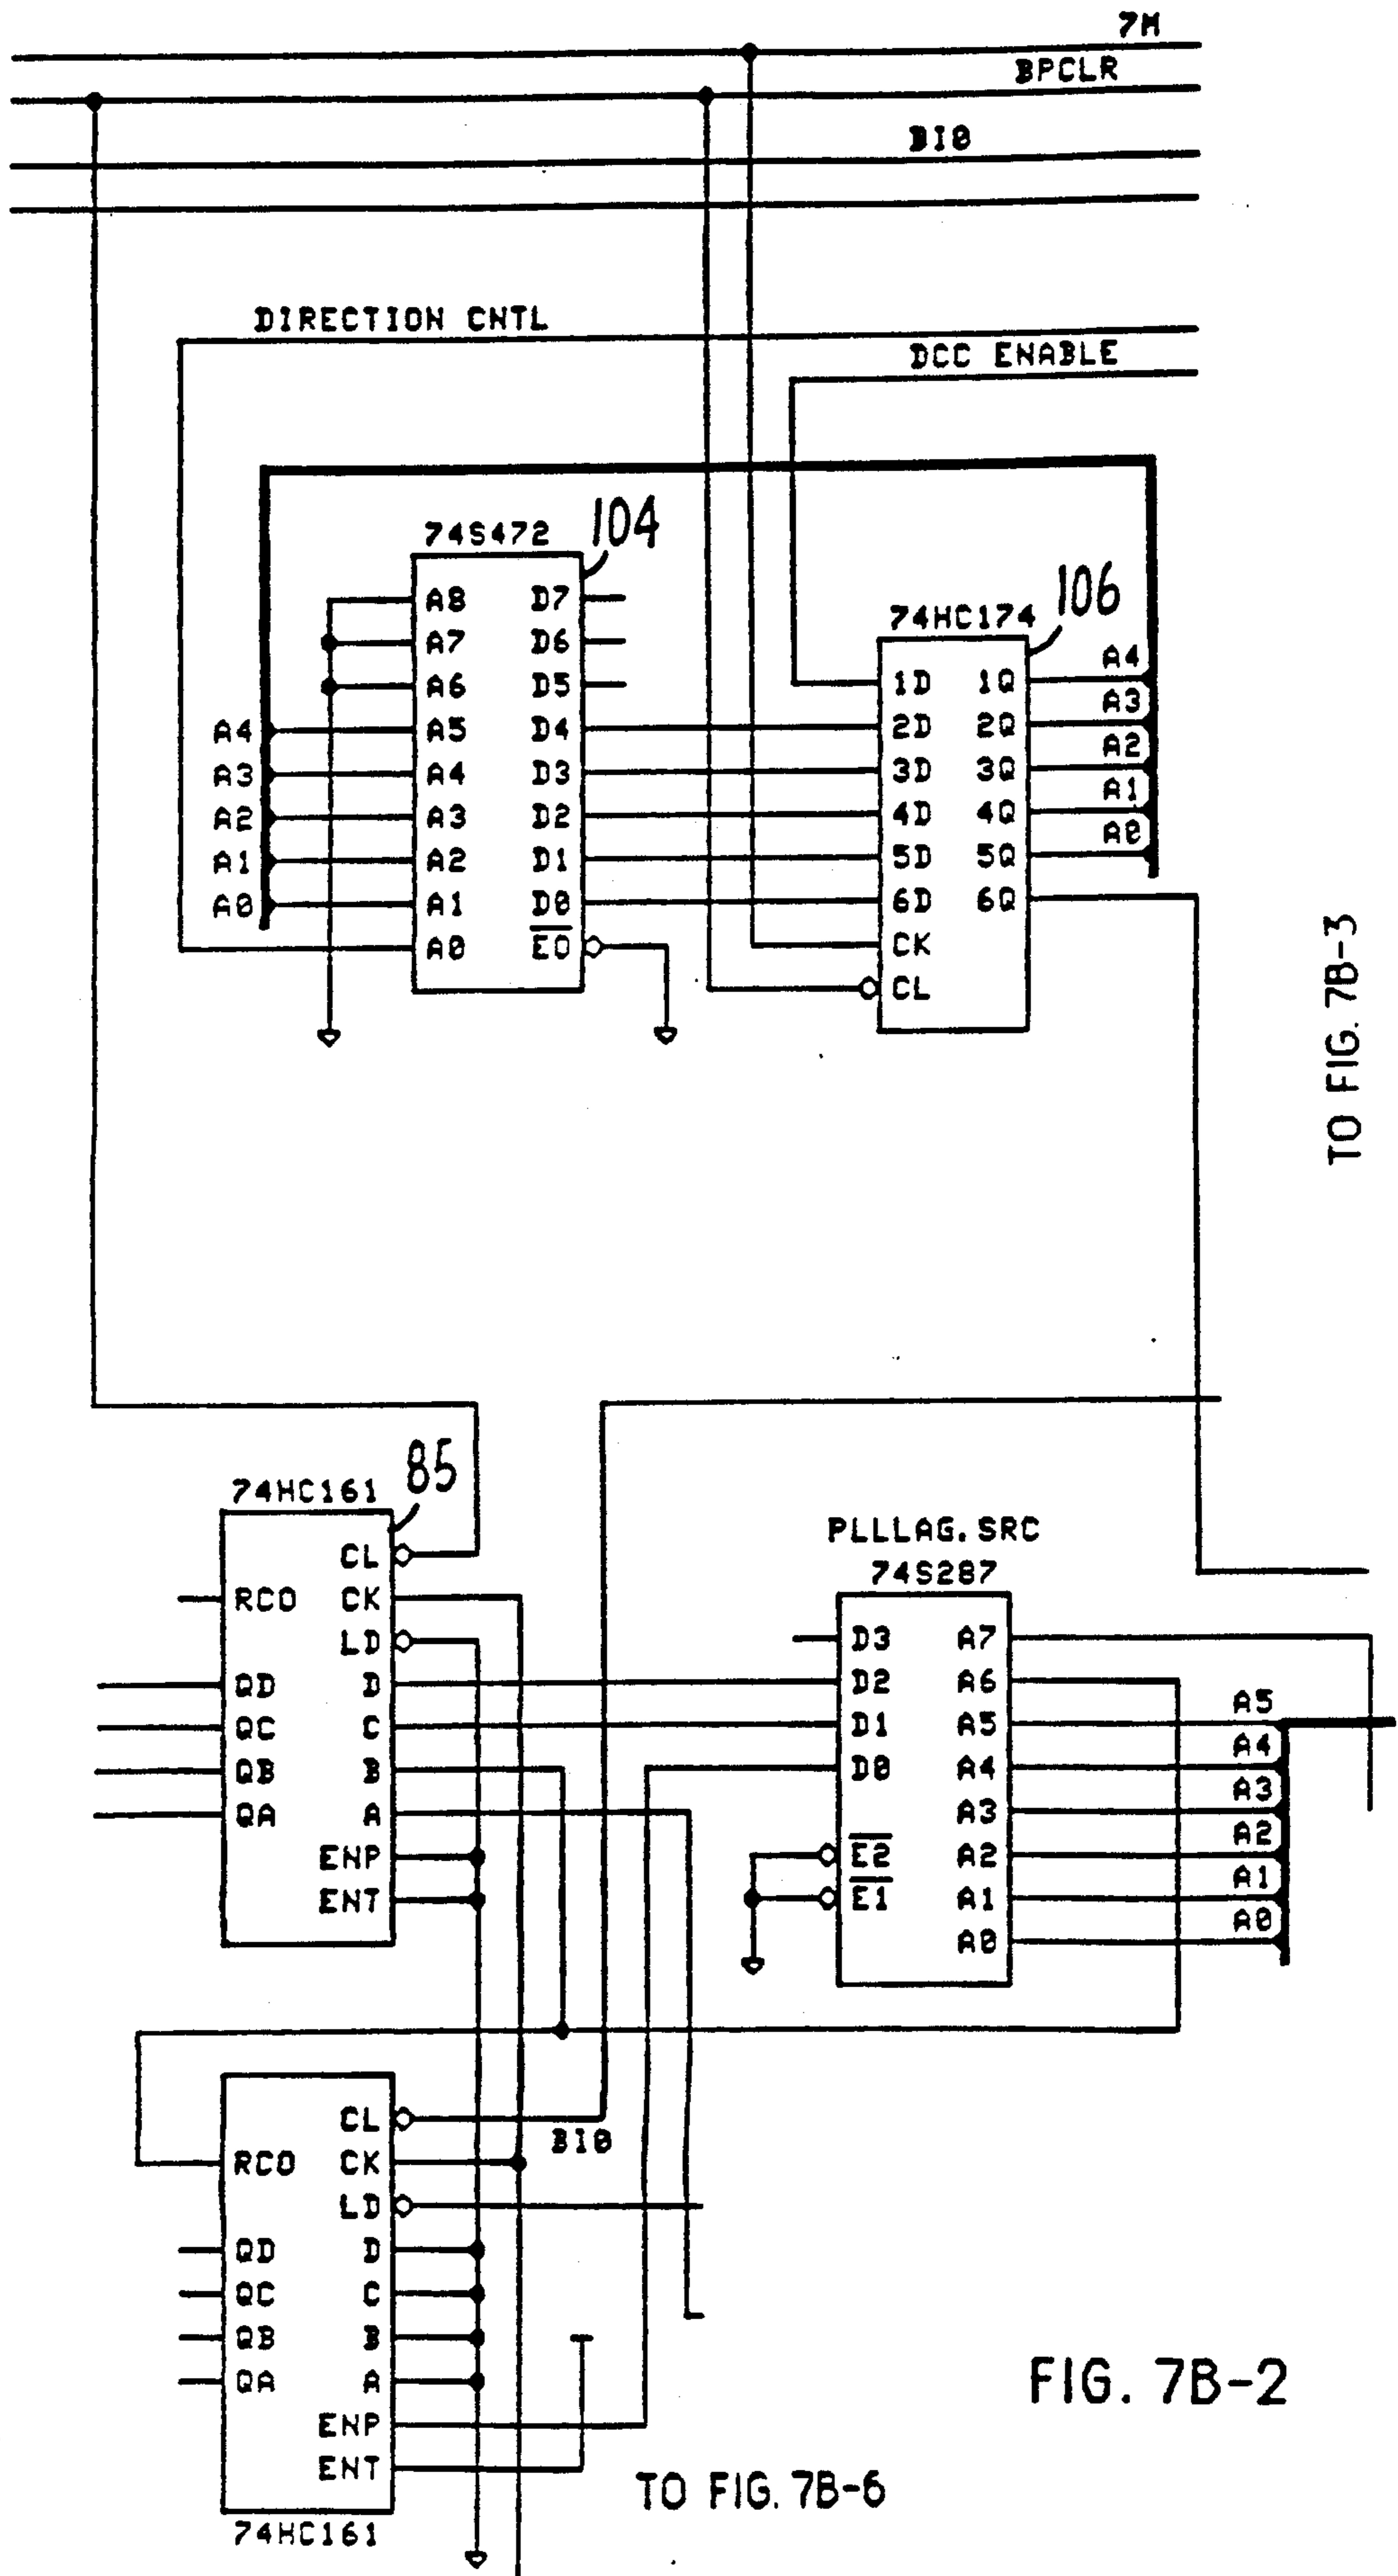 7M
BPCLR
BI0
DIRECTION CNTL
DCC ENABLE
74S472 104
A8 D7
A7 D6
A6 D5
A4 A5 D4
A3 A4 D3
A2 A3 D2
A1 A2 D1
A0 A1 D0
A0 EO
74HC174 106
1D 1Q A4
2D 2Q A3
3D 3Q A2
4D 4Q A1
5D 5Q A0
6D 6Q
CK
CL
TO FIG. 7B-3
74HC161 85
CL
RCO CK
LD
QD D
QC C
QB B
QA A
ENP
ENT
PLLLAG.SRC
74S287
D3 A7
D2 A6
D1 A5 A5
D0 A4 A4
A3 A3
E2 A2 A2
E1 A1 A1
A0 A0
CL
BI0
RCO CK
LD
QD D
QC C
QB B
QA A
ENP
ENT
74HC161
TO FIG. 7B-6
FIG. 7B-2